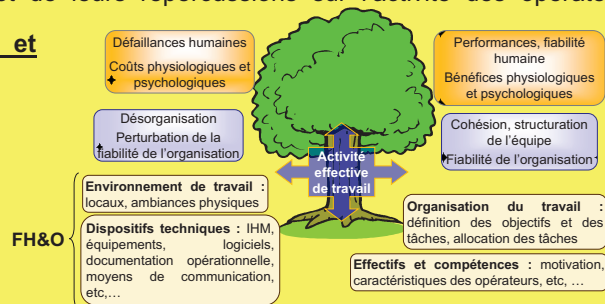 et de leurs répercussions sur l'activité des opérate
et
Défaillances humaines
Coûts physiologiques et
psychologiques
Performances, fiabilité
humaine
Bénéfices physiologiques
et psychologiques
Désorganisation
Perturbation de la
fiabilité de l'organisation
Cohésion, structuration
de l'équipe
Fiabilité de l'organisation
Activité
effective
de travail
FH&O
Environnement de travail :
locaux, ambiances physiques
Dispositifs techniques : IHM,
équipements, logiciels,
documentation opérationnelle,
moyens de communication,
etc,...
Organisation du travail :
définition des objectifs et des
tâches, allocation des tâches
Effectifs et compétences : motivation,
caractéristiques des opérateurs, etc, ...